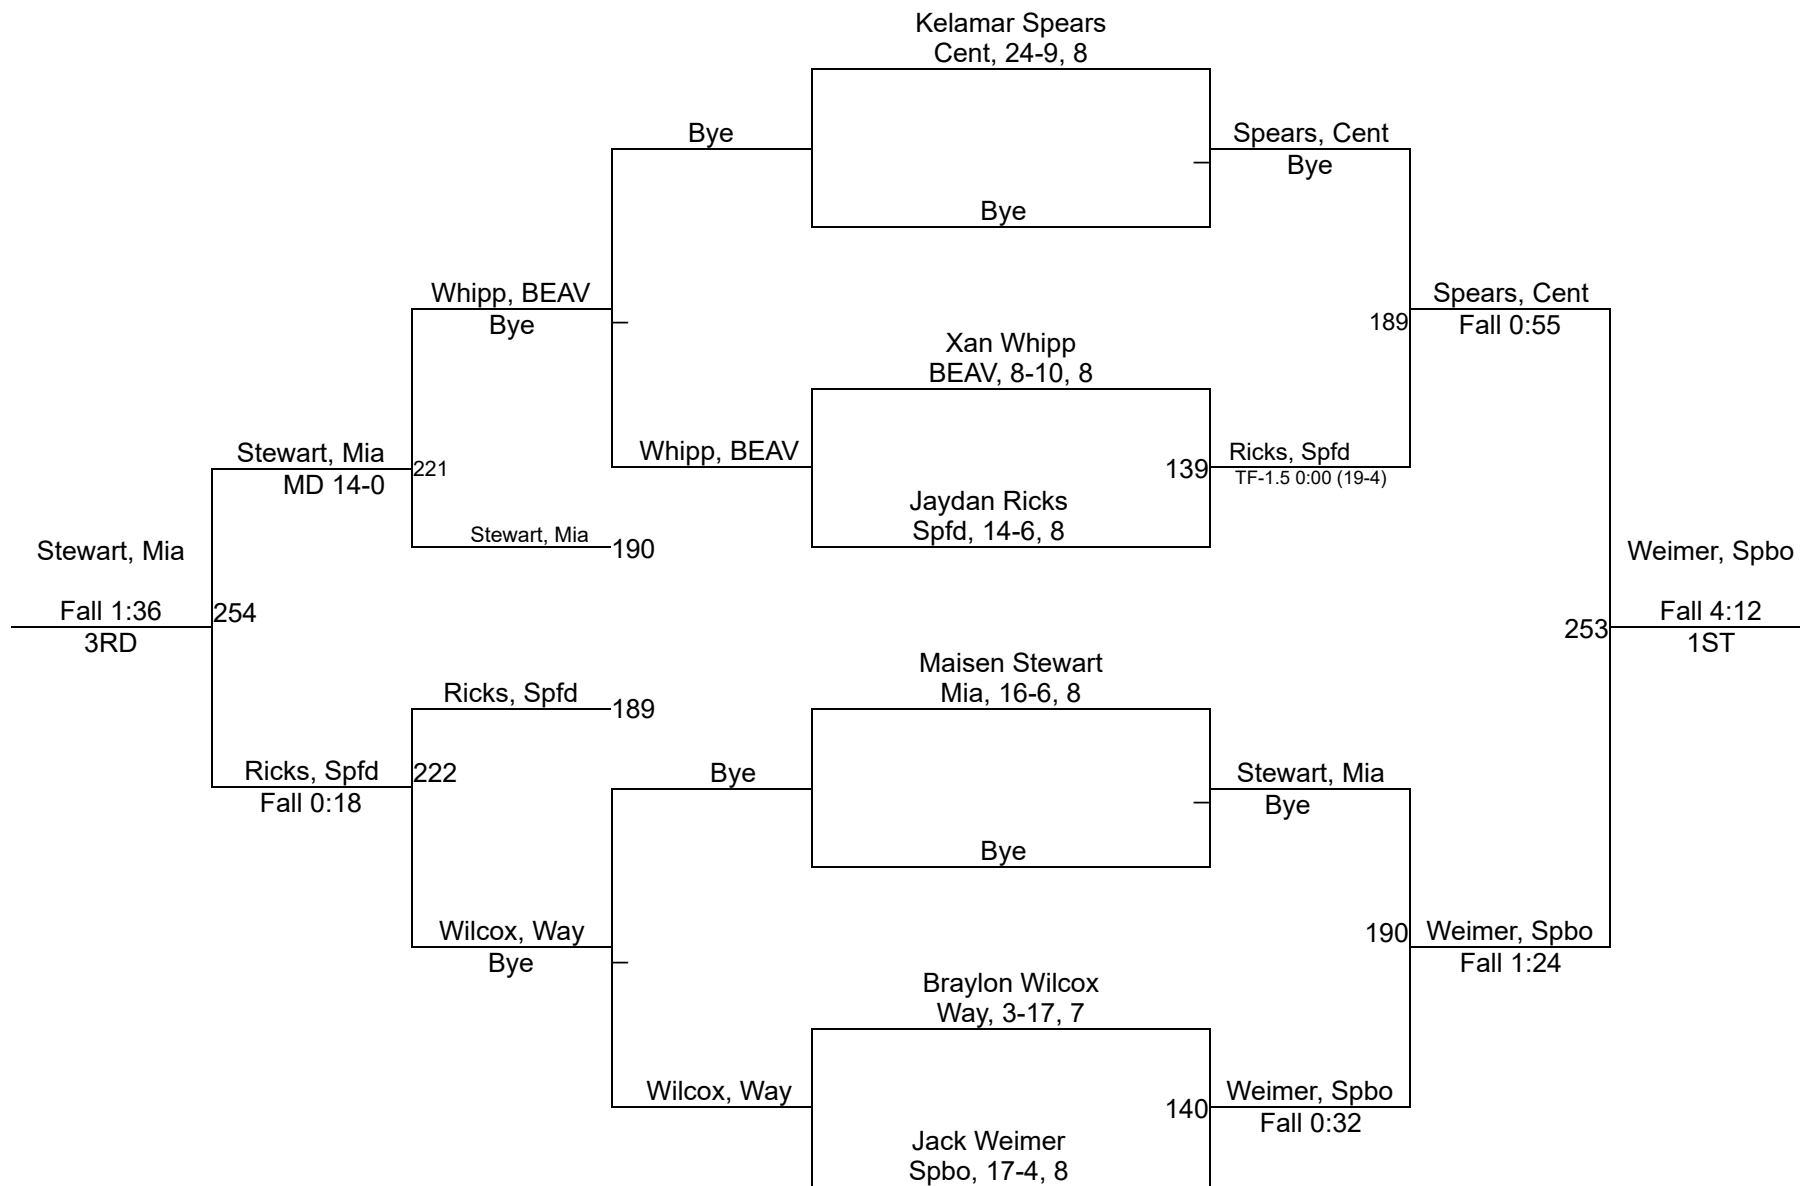 Kelamar Spears
Cent, 24-9, 8
Bye
Spears, Cent
Bye
Bye
Whipp, BEAV
Bye
Spears, Cent
189
Fall 0:55
Xan Whipp
BEAV, 8-10, 8
Stewart, Mia
MD 14-0
221
Whipp, BEAV
139
Ricks, Spfd
TF-1.5 0:00 (19-4)
Jaydan Ricks
Spfd, 14-6, 8
Stewart, Mia
190
Stewart, Mia
Fall 1:36
3RD
254
Weimer, Spbo
Fall 4:12
1ST
253
Maisen Stewart
Mia, 16-6, 8
Ricks, Spfd
189
Ricks, Spfd
Fall 0:18
222
Bye
Stewart, Mia
Bye
Bye
Wilcox, Way
Bye
190
Weimer, Spbo
Fall 1:24
Braylon Wilcox
Way, 3-17, 7
Wilcox, Way
140
Weimer, Spbo
Fall 0:32
Jack Weimer
Spbo, 17-4, 8